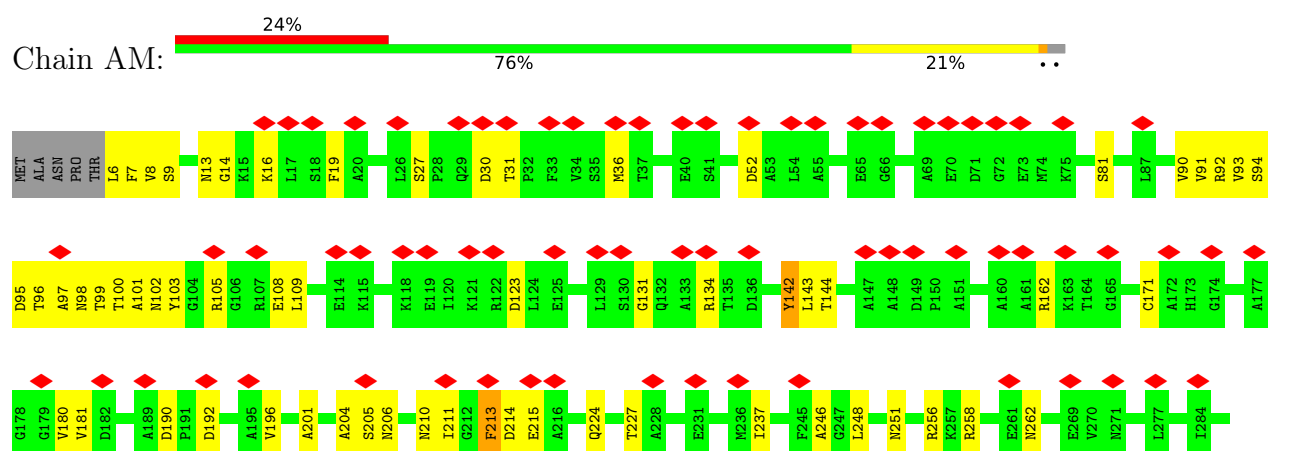 24%
Chain AM:
76% 21% • •
MET ALA ASN PRO THR L6 F7 V8 S9 N13 G14 K15 K16 L17 S18 F19 A20 L26 S27 P28 Q29 D30 T31 P32 F33 V34 S35 M36 T37 E40 S41 D52 A53 L54 A55 E65 G66 A69 E70 D71 G72 E73 M74 K75 S81 L87 V90 V91 R92 V93 S94
D95 T96 A97 N98 T99 T100 A101 N102 Y103 G104 R105 G106 R107 E108 L109 E114 K115 K118 E119 I120 K121 R122 D123 L124 E125 L129 S130 G131 Q132 A133 R134 T135 D136 Y142 L143 T144 A147 A148 D149 P150 A151 A160 A161 R162 K163 T164 G165 C171 A172 H173 G174 A177
G178 G179 V180 V181 D182 A189 D190 P191 D192 A195 V196 A201 A204 S205 N206 N210 I211 G212 F213 D214 E215 A216 Q224 T227 A228 E231 M236 I237 F245 A246 G247 L248 N251 R256 K257 R258 E261 N262 E269 V270 N271 L277 I284